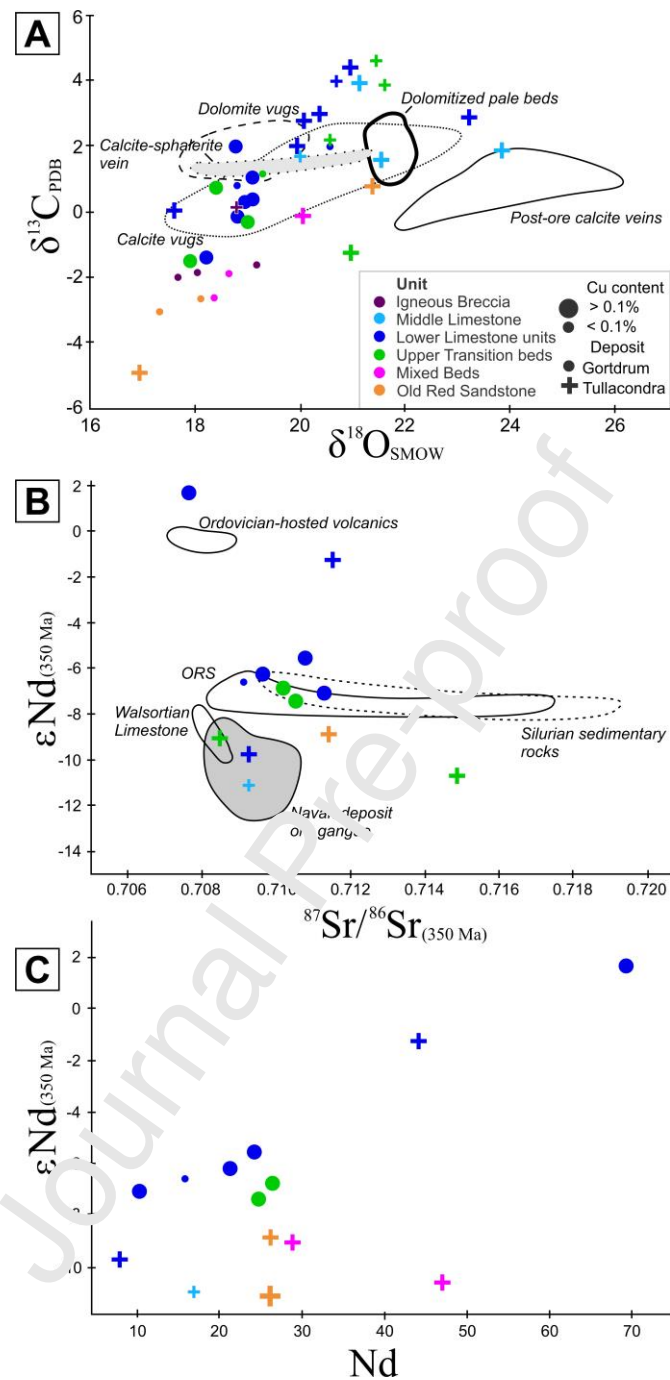 A
6
4
2
0
-2
-4
-6
δ13CPDB
Dolomite vugs
Dolomitized pale beds
Calcite-sphalerite
vein
Calcite vugs
Post-ore calcite veins
Unit
Igneous Breccia
Middle Limestone
Lower Limestone units
Upper Transition beds
Mixed Beds
Old Red Sandstone
Cu content
> 0.1%
< 0.1%
Deposit
Gortdrum
Tullacondra
16 18 20 22 24 26
δ18OSMOW
B
2
0
-2
-4
-6
-8
-10
-12
-14
εNd(350 Ma)
Ordovician-hosted volcanics
ORS
Walsortian
Limestone
Silurian sedimentary
rocks
Navan deposit
gangue
0.706 0.708 0.710 0.712 0.714 0.716 0.718 0.720
87Sr/86Sr(350 Ma)
C
2
0
-2
-4
10
εNd(350 Ma)
10 20 30 40 50 60 70
Nd
Journal Pre-proof